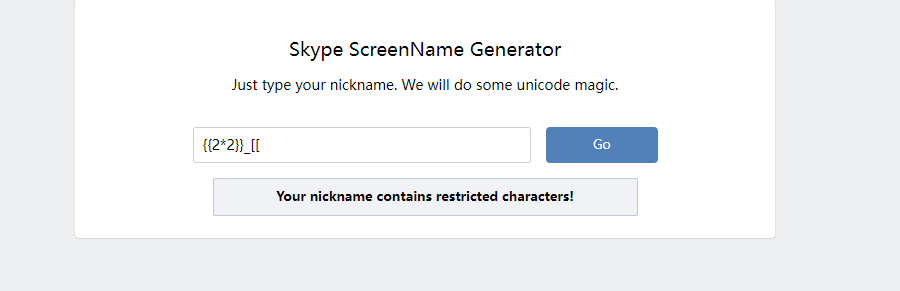 Skype ScreenName Generator
Just type your nickname. We will do some unicode magic.
{{2*2}}_[[
Go
Your nickname contains restricted characters!